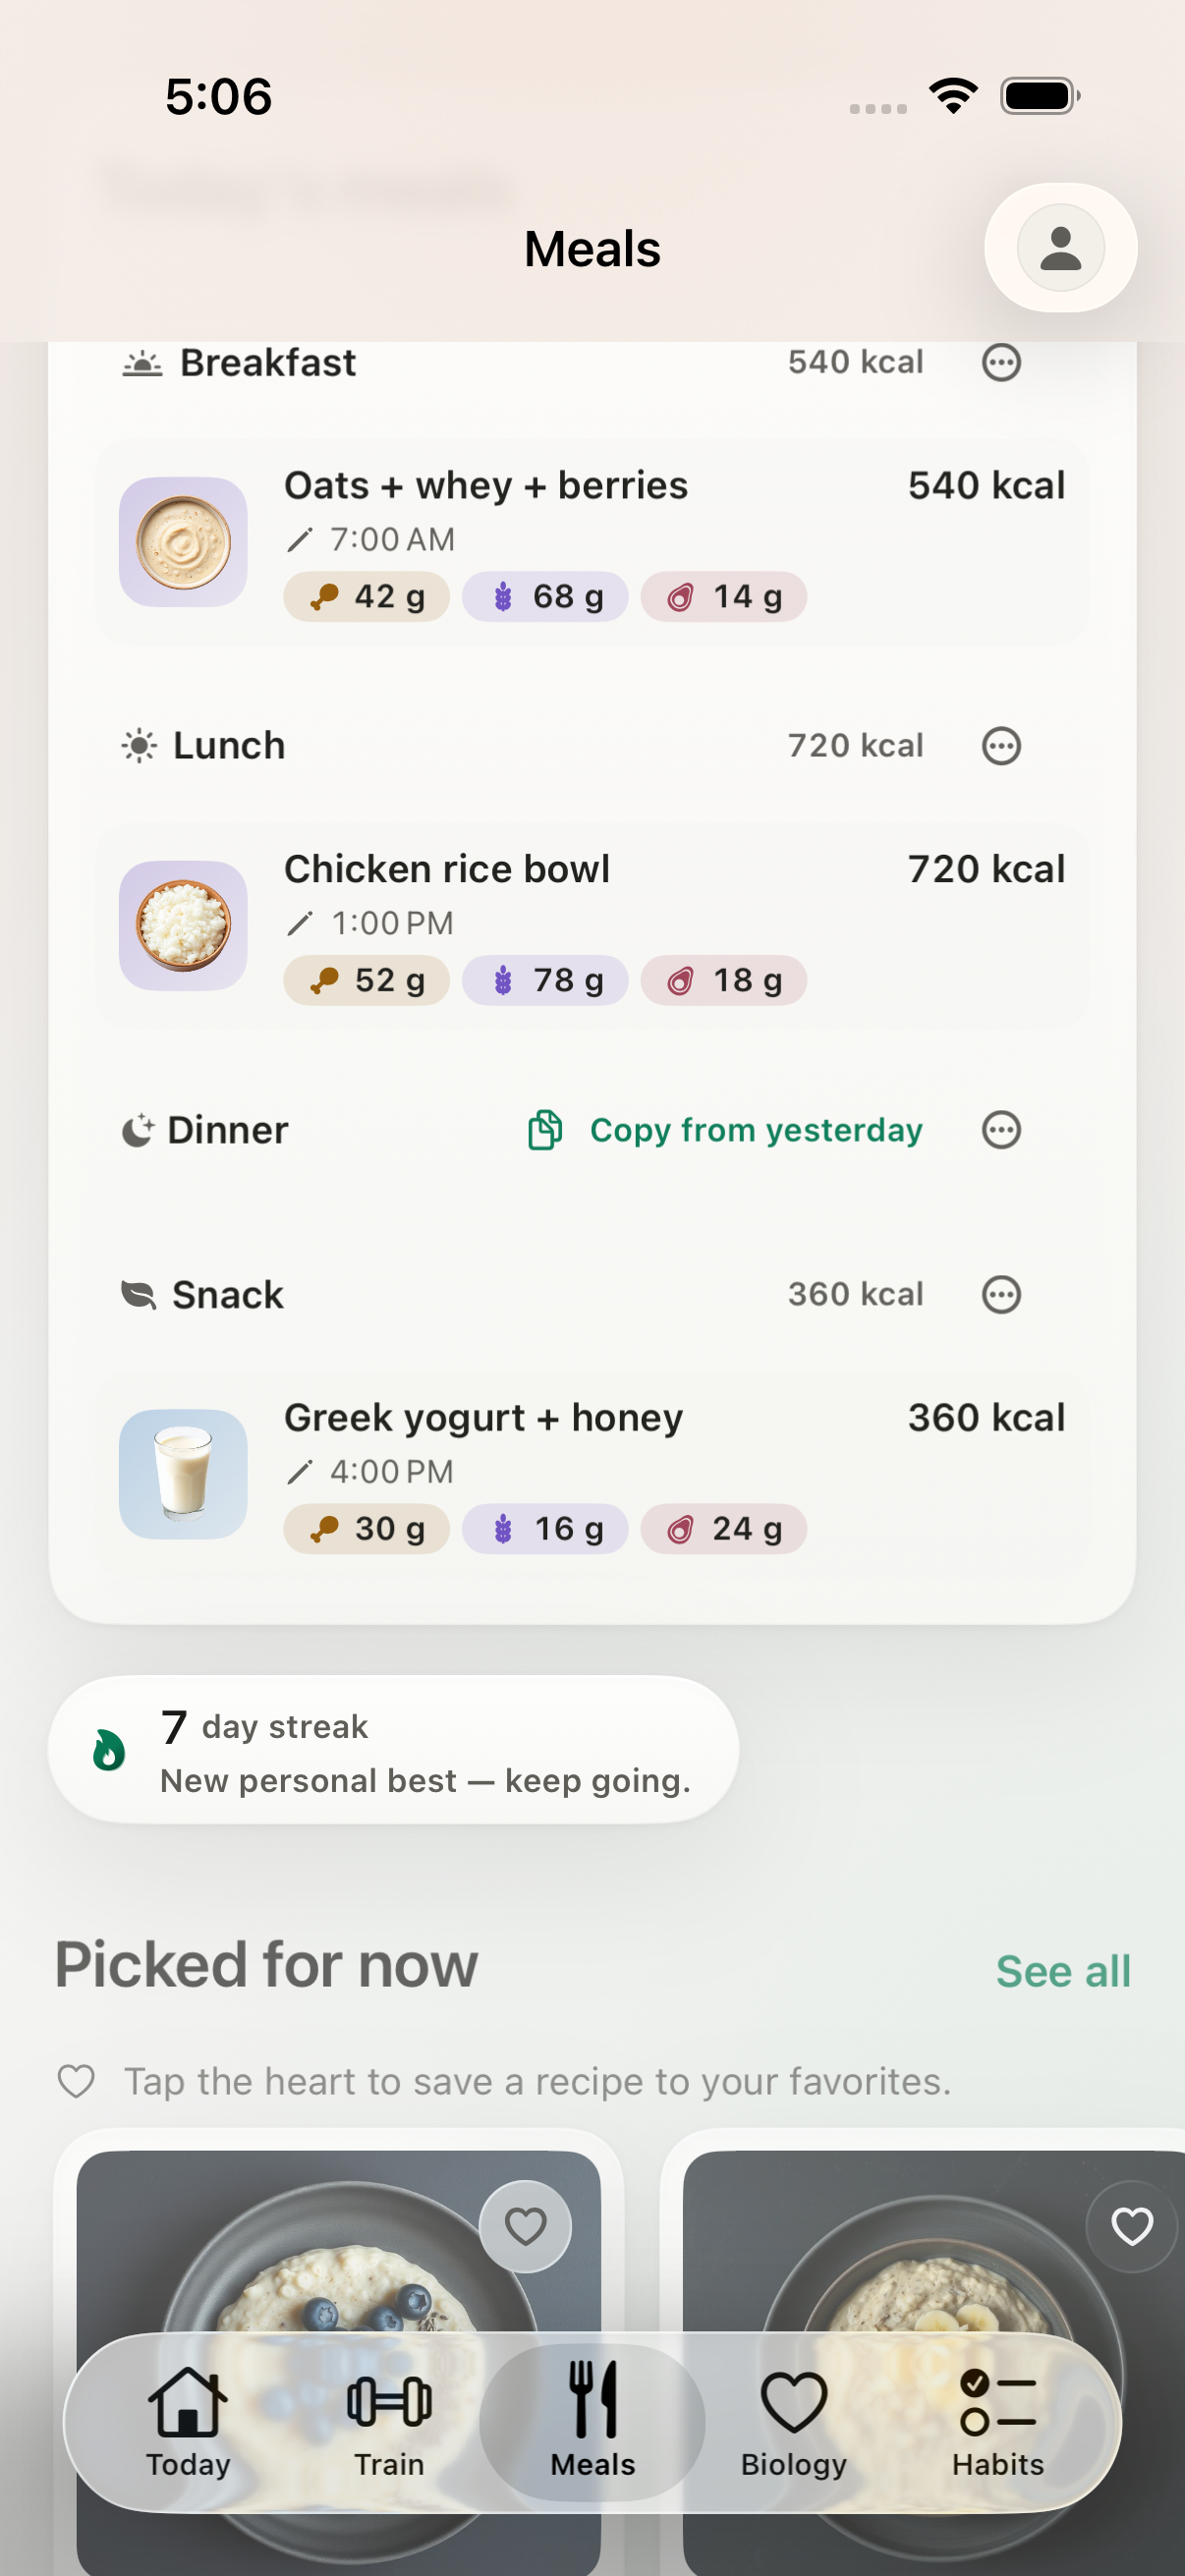 5:06
Meals
Breakfast 540 kcal
Oats + whey + berries 540 kcal
7:00 AM
42 g 68 g 14 g
Lunch 720 kcal
Chicken rice bowl 720 kcal
1:00 PM
52 g 78 g 18 g
Dinner Copy from yesterday
Snack 360 kcal
Greek yogurt + honey 360 kcal
4:00 PM
30 g 16 g 24 g
7 day streak
New personal best — keep going.
Picked for now See all
Tap the heart to save a recipe to your favorites.
Today Train Meals Biology Habits